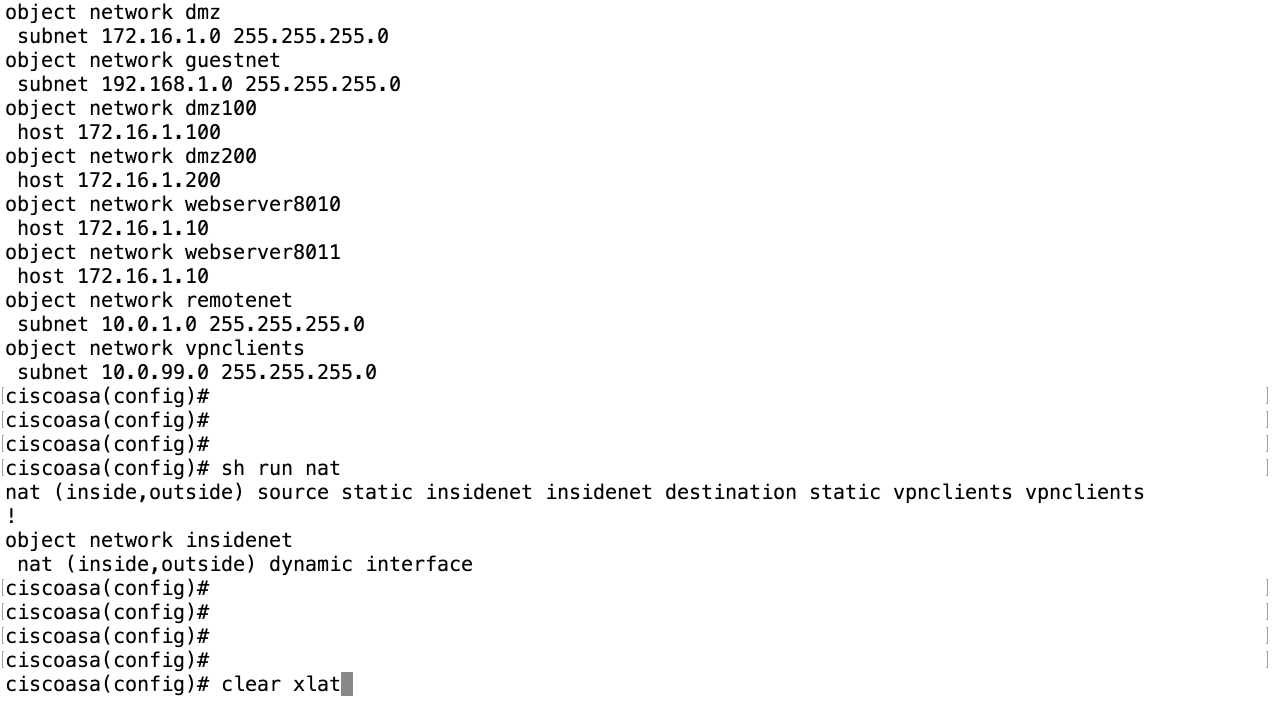 object network dmz
 subnet 172.16.1.0 255.255.255.0
object network guestnet
 subnet 192.168.1.0 255.255.255.0
object network dmz100
 host 172.16.1.100
object network dmz200
 host 172.16.1.200
object network webserver8010
 host 172.16.1.10
object network webserver8011
 host 172.16.1.10
object network remotenet
 subnet 10.0.1.0 255.255.255.0
object network vpnclients
 subnet 10.0.99.0 255.255.255.0
[ciscoasa(config)# ]
[ciscoasa(config)# ]
[ciscoasa(config)# ]
[ciscoasa(config)# sh run nat ]
nat (inside,outside) source static insidenet insidenet destination static vpnclients vpnclients
!
object network insidenet
 nat (inside,outside) dynamic interface
[ciscoasa(config)# ]
[ciscoasa(config)# ]
[ciscoasa(config)# ]
[ciscoasa(config)# ]
ciscoasa(config)# clear xlat